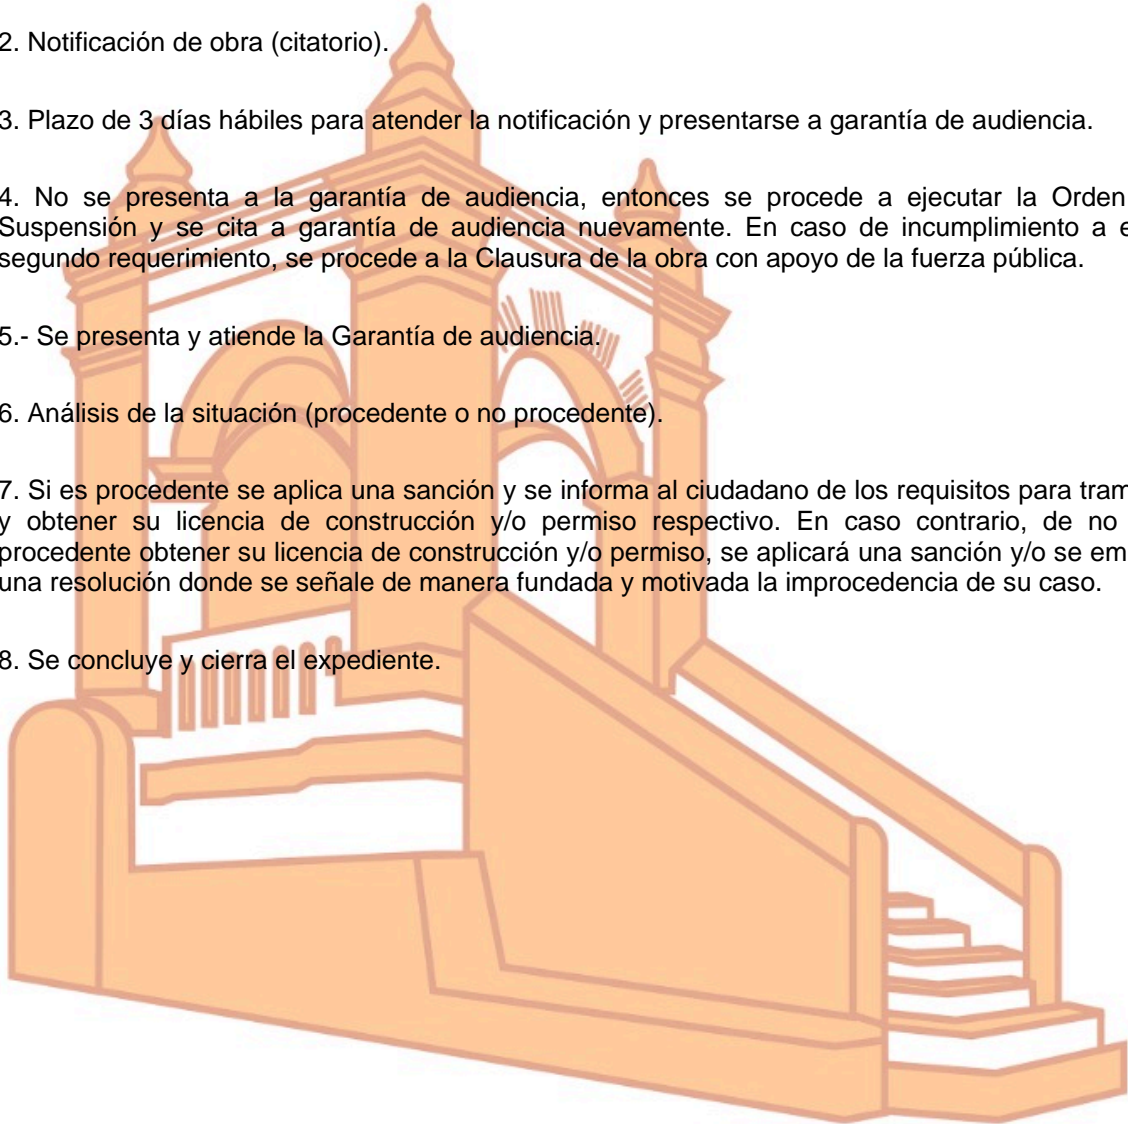 2. Notificación de obra (citatorio).
3. Plazo de 3 días hábiles para atender la notificación y presentarse a garantía de audiencia.
4. No se presenta a la garantía de audiencia, entonces se procede a ejecutar la Orden
Suspensión y se cita a garantía de audiencia nuevamente. En caso de incumplimiento a
segundo requerimiento, se procede a la Clausura de la obra con apoyo de la fuerza pública.
5.- Se presenta y atiende la Garantía de audiencia.
6. Análisis de la situación (procedente o no procedente).
7. Si es procedente se aplica una sanción y se informa al ciudadano de los requisitos para
y obtener su licencia de construcción y/o permiso respectivo. En caso contrario, de no
procedente obtener su licencia de construcción y/o permiso, se aplicará una sanción y/o se
una resolución donde se señale de manera fundada y motivada la improcedencia de su caso.
8. Se concluye y cierra el expediente.